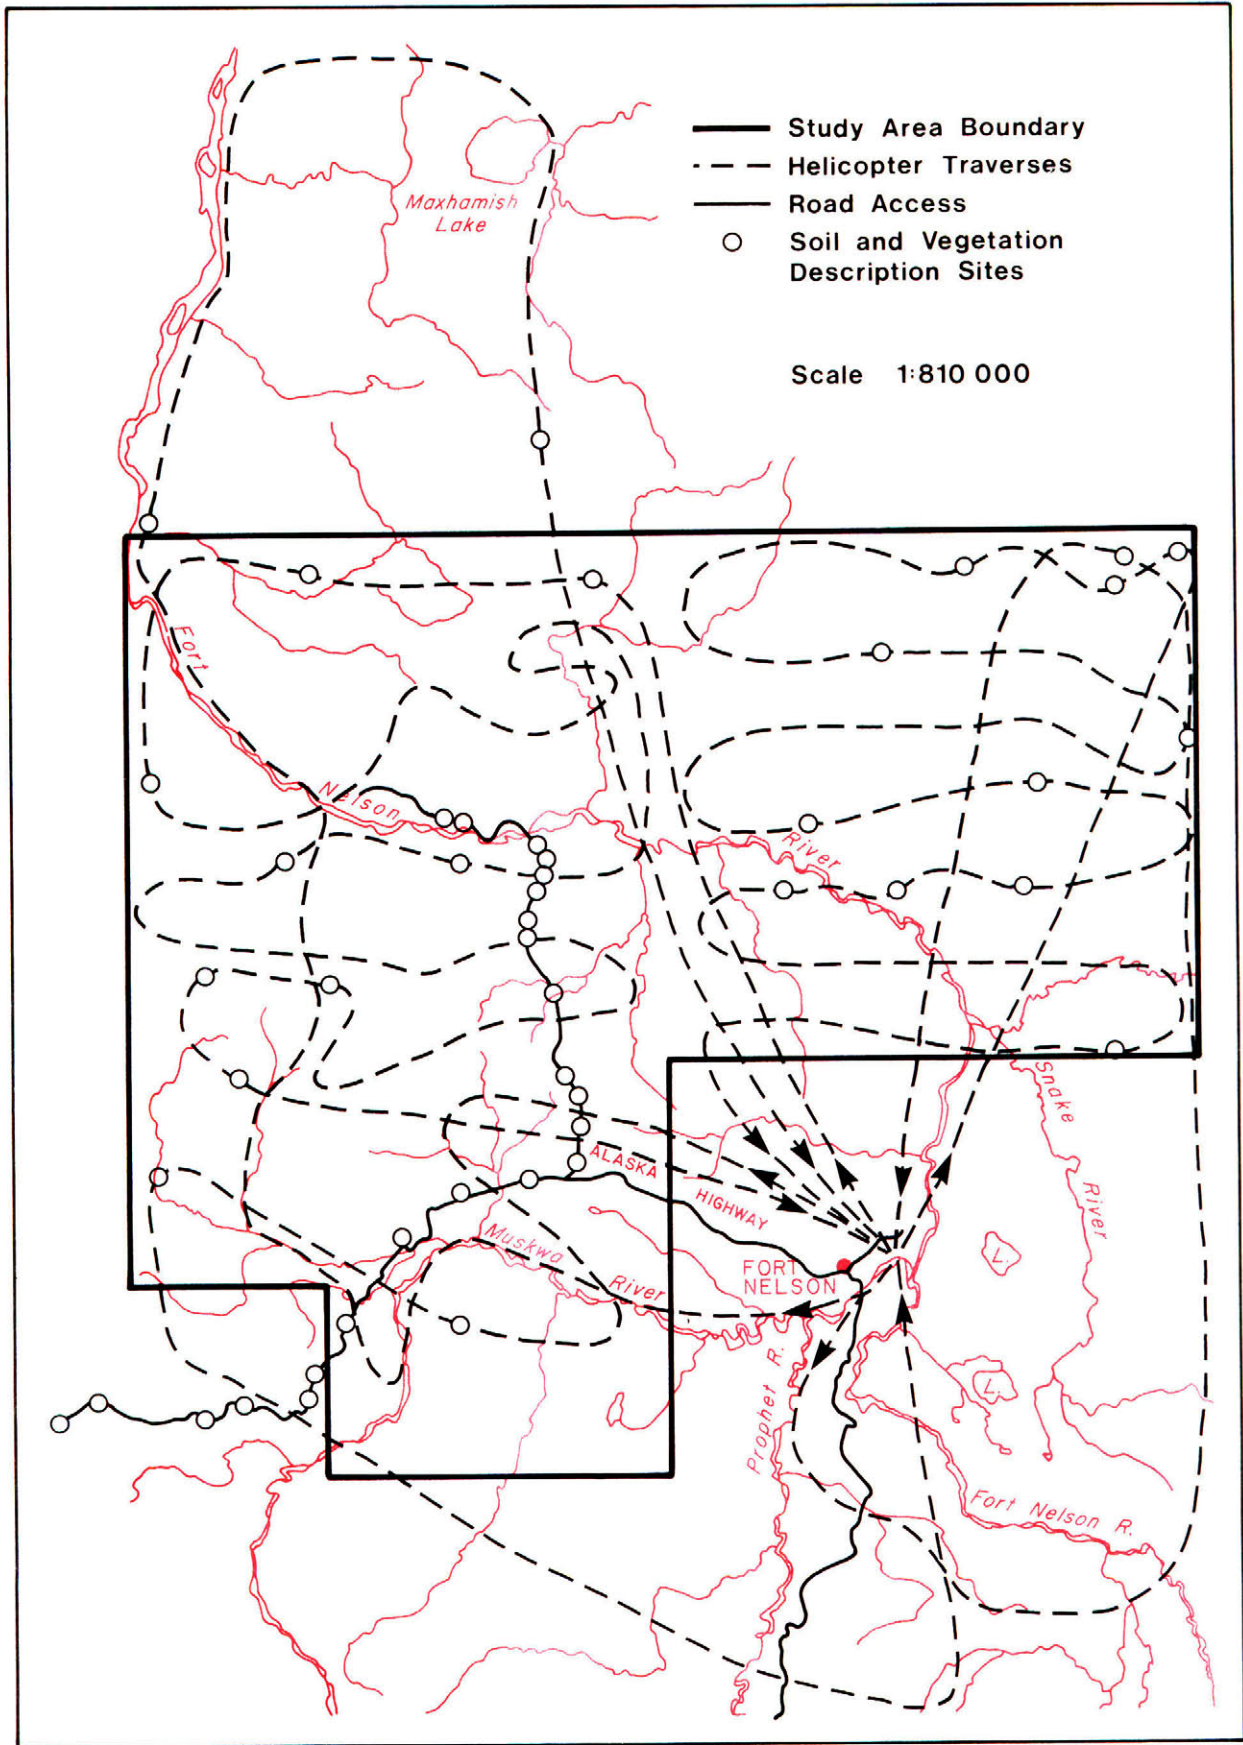 Study Area Boundary
Helicopter Traverses
Road Access
Soil and Vegetation
Description Sites
Maxhamish
Lake
Scale 1:810 000
Fort
Nelson
River
Snake
River
ALASKA
HIGHWAY
Muskwa
River
FORT
NELSON
L.
L.
Prophet R.
Fort Nelson R.